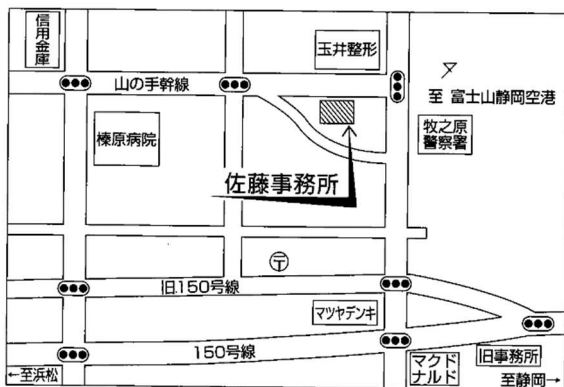 信用
金庫
玉井整形
山の手幹線
至 富士山静岡空港
榛原病院
牧之原
警察署
佐藤事務所
〒
旧150号線
マツヤデンキ
150号線
マクド
ナルド
旧事務所
←至浜松
至静岡→